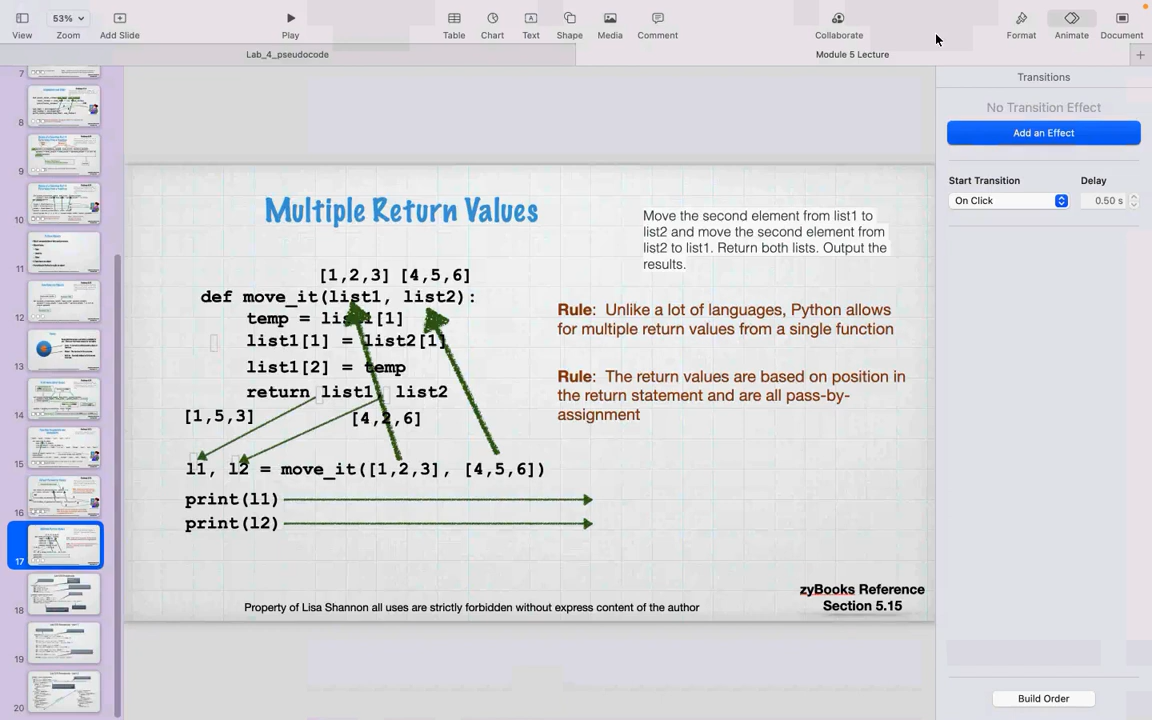 53%
View
Zoom
Add Slide
Play
Table
Chart
Text
Shape
Media
Comment
Collaborate
Format
Animate
Document
Lab_4_pseudocode
Module 5 Lecture
7
8
9
10
11
12
13
14
15
16
17
18
19
20
Multiple Return Values
Move the second element from list1 to
list2 and move the second element from
list2 to list1. Return both lists. Output the
results.
[1,2,3] [4,5,6]
def move_it(list1, list2):
temp = list1[1]
list1[1] = list2[1]
list1[2] = temp
return list1 list2
[1,5,3]
[4,2,6]
l1, l2 = move_it([1,2,3], [4,5,6])
print(l1)
print(l2)
Rule: Unlike a lot of languages, Python allows
for multiple return values from a single function
Rule: The return values are based on position in
the return statement and are all pass-by-
assignment
zyBooks Reference
Section 5.15
Property of Lisa Shannon all uses are strictly forbidden without express content of the author
Transitions
No Transition Effect
Add an Effect
Start Transition
Delay
On Click
0.50 s
Build Order